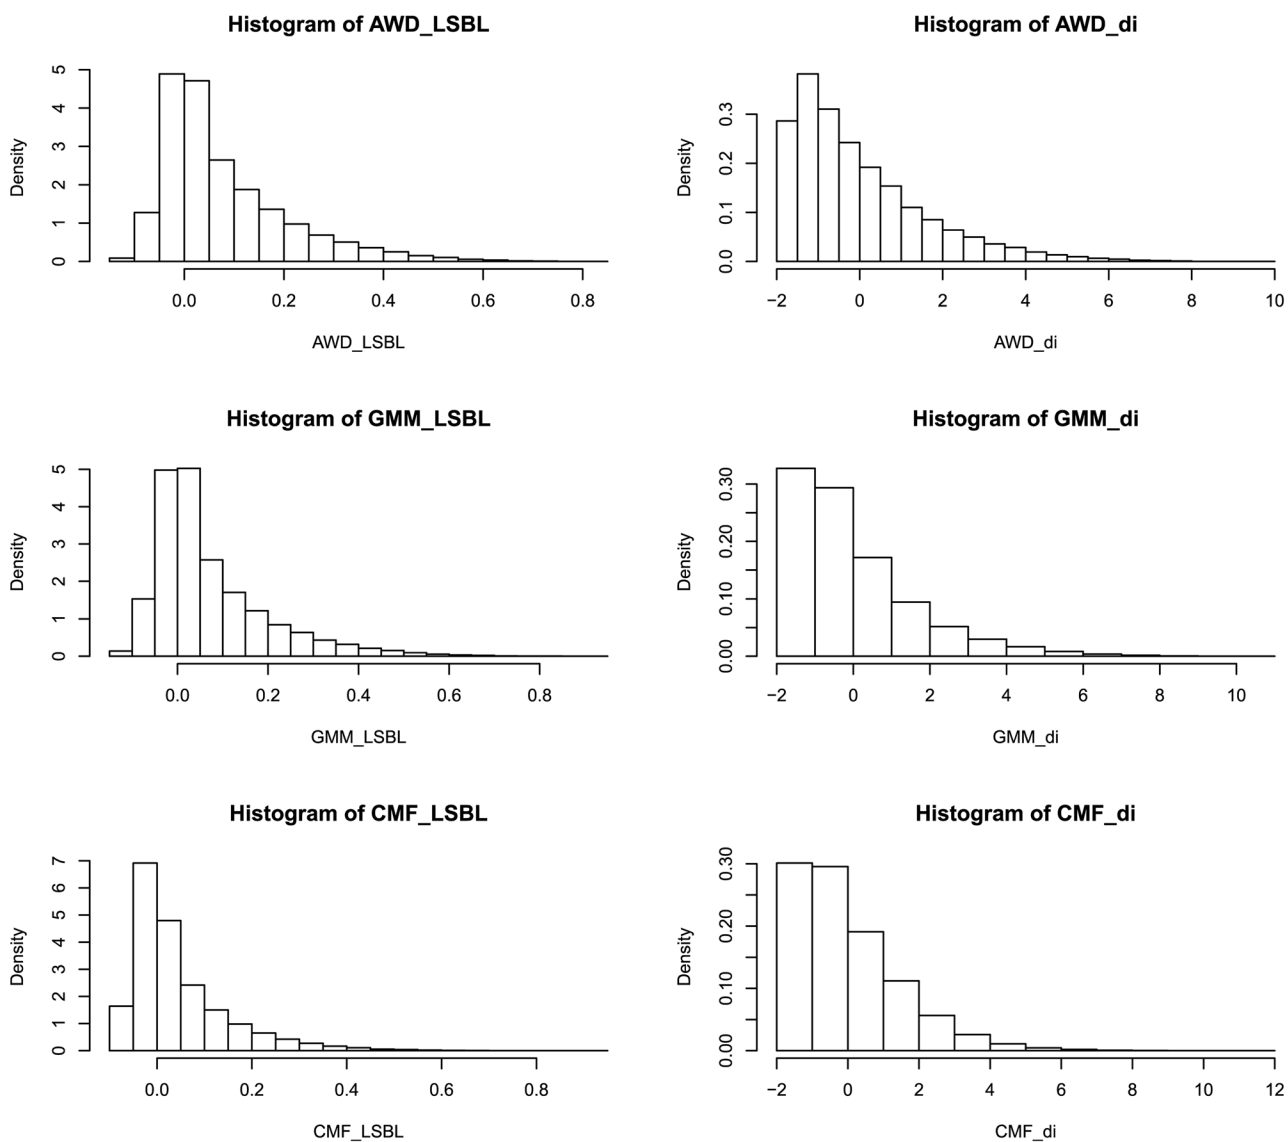 Histogram of AWD_LSBL
Density
0 1 2 3 4 5
0.0 0.2 0.4 0.6 0.8
AWD_LSBL
Histogram of AWD_di
Density
0.0 0.1 0.2 0.3
−2 0 2 4 6 8 10
AWD_di
Histogram of GMM_LSBL
Density
0 1 2 3 4 5
0.0 0.2 0.4 0.6 0.8
GMM_LSBL
Histogram of GMM_di
Density
0.00 0.10 0.20 0.30
−2 0 2 4 6 8 10
GMM_di
Histogram of CMF_LSBL
Density
0 1 2 3 4 5 6 7
0.0 0.2 0.4 0.6 0.8
CMF_LSBL
Histogram of CMF_di
Density
0.00 0.10 0.20 0.30
−2 0 2 4 6 8 10 12
CMF_di